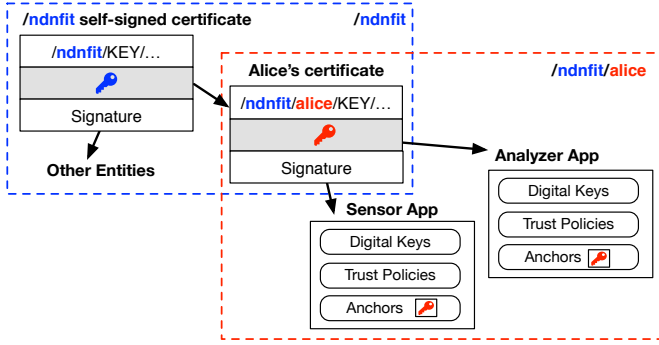 /ndnfit self-signed certificate
/ndnfit
/ndnfit/KEY/…
Signature
Other Entities
Alice's certificate
/ndnfit/alice
/ndnfit/alice/KEY/…
Signature
Analyzer App
Digital Keys
Trust Policies
Anchors
Sensor App
Digital Keys
Trust Policies
Anchors